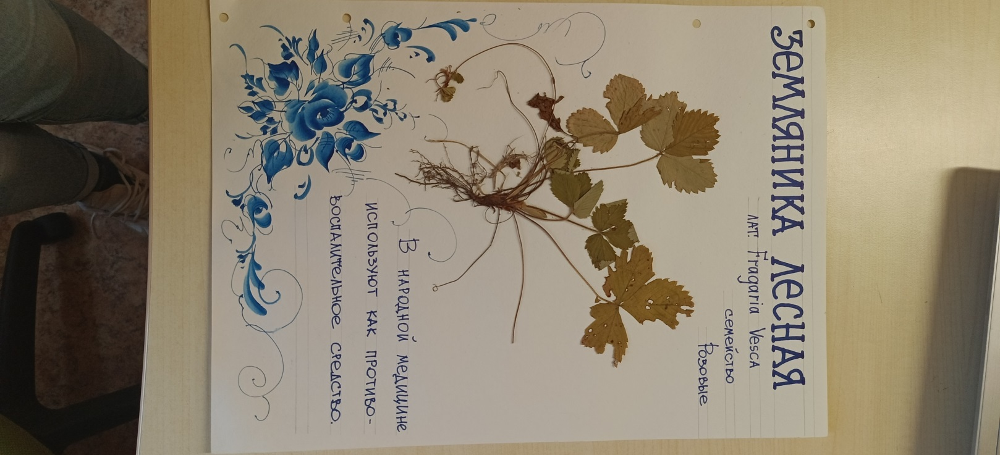 ЗЕМЛЯНИКА ЛЕСНАЯ
ЛАТ. Fragaria VESCA
СЕМЕЙСТВО
РОЗОВЫЕ
В НАРОДНОЙ МЕДИЦИНЕ
ИСПОЛЬЗУЮТ КАК ПРОТИВО-
ВОСПАЛИТЕЛЬНОЕ СРЕДСТВО.